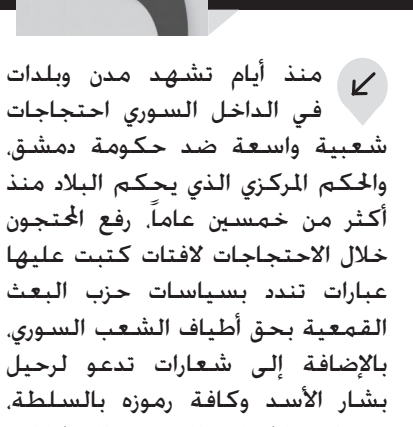 منذ أيام تشهد مدن وبلدات
في الداخل السوري احتجاجات
شعبية واسعة ضد حكومة دمشق،
والحكم المركزي الذي يحكم البلاد منذ
أكثر من خمسين عاماً، رفع المحتجون
خلال الاحتجاجات لافتات كتبت عليها
عبارات تندد بسياسات حزب البعث
القمعية بحق أطياف الشعب السوري،
بالإضافة إلى شعارات تدعو لرحيل
بشار الأسد وكافة رموزه بالسلطة،